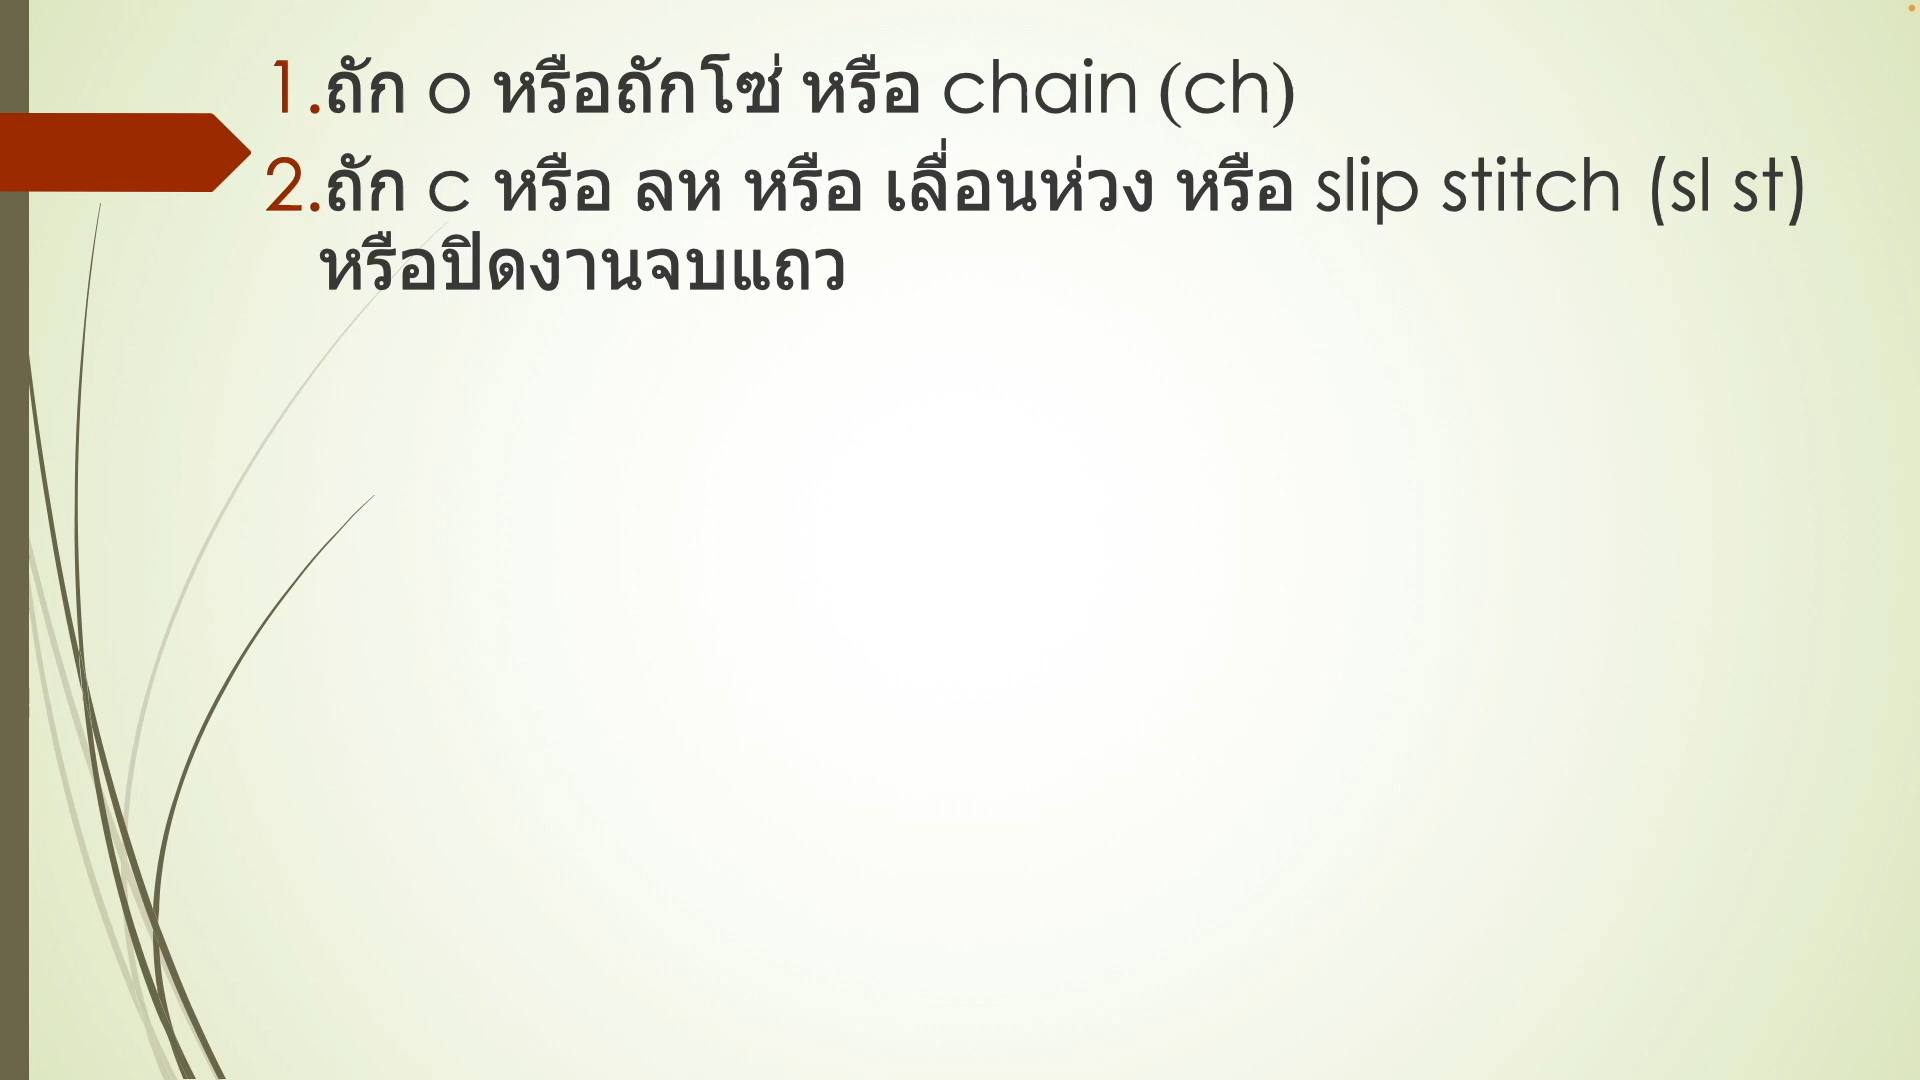 1.ถัก o หรือถักโซ่ หรือ chain (ch)
2.ถัก c หรือ ลห หรือ เลื่อนห่วง หรือ slip stitch (sl st)
หรือปิดงานจบแถว